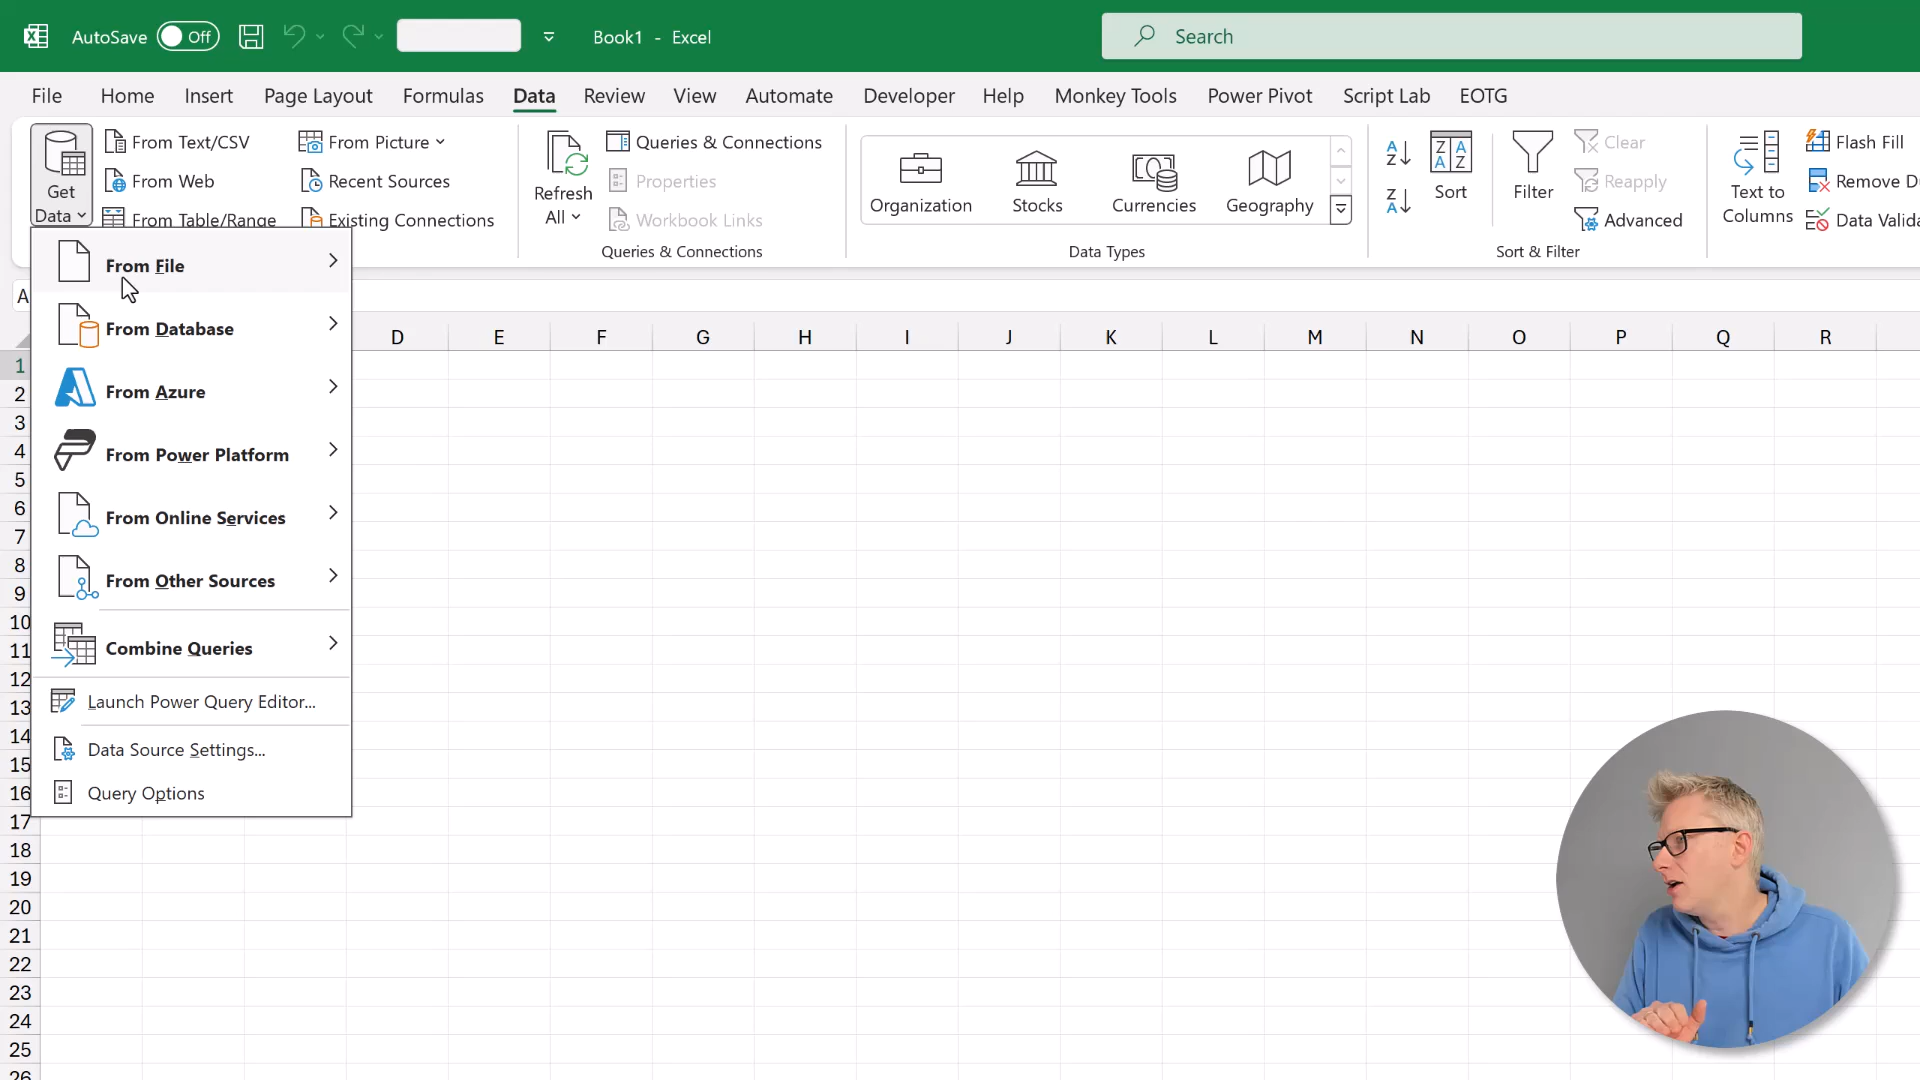 AutoSave Off Book1 - Excel Search
File Home Insert Page Layout Formulas Data Review View Automate Developer Help Monkey Tools Power Pivot Script Lab EOTG
Get
Data
From Text/CSV
From Web
From Table/Range
From Picture
Recent Sources
Existing Connections
Refresh
All
Queries & Connections
Properties
Workbook Links
Queries & Connections
Organization Stocks Currencies Geography
Data Types
A Z
Z A
Z A A Z
Sort
Filter
Clear
Reapply
Advanced
Sort & Filter
Text to
Columns
Flash Fill
Remove Du
Data Valida
A
From File
From Database
From Azure
From Power Platform
From Online Services
From Other Sources
Combine Queries
Launch Power Query Editor...
Data Source Settings...
Query Options
D E F G H I J K L M N O P Q R
1
2
3
4
5
6
7
8
9
10
11
12
13
14
15
16
17
18
19
20
21
22
23
24
25
26